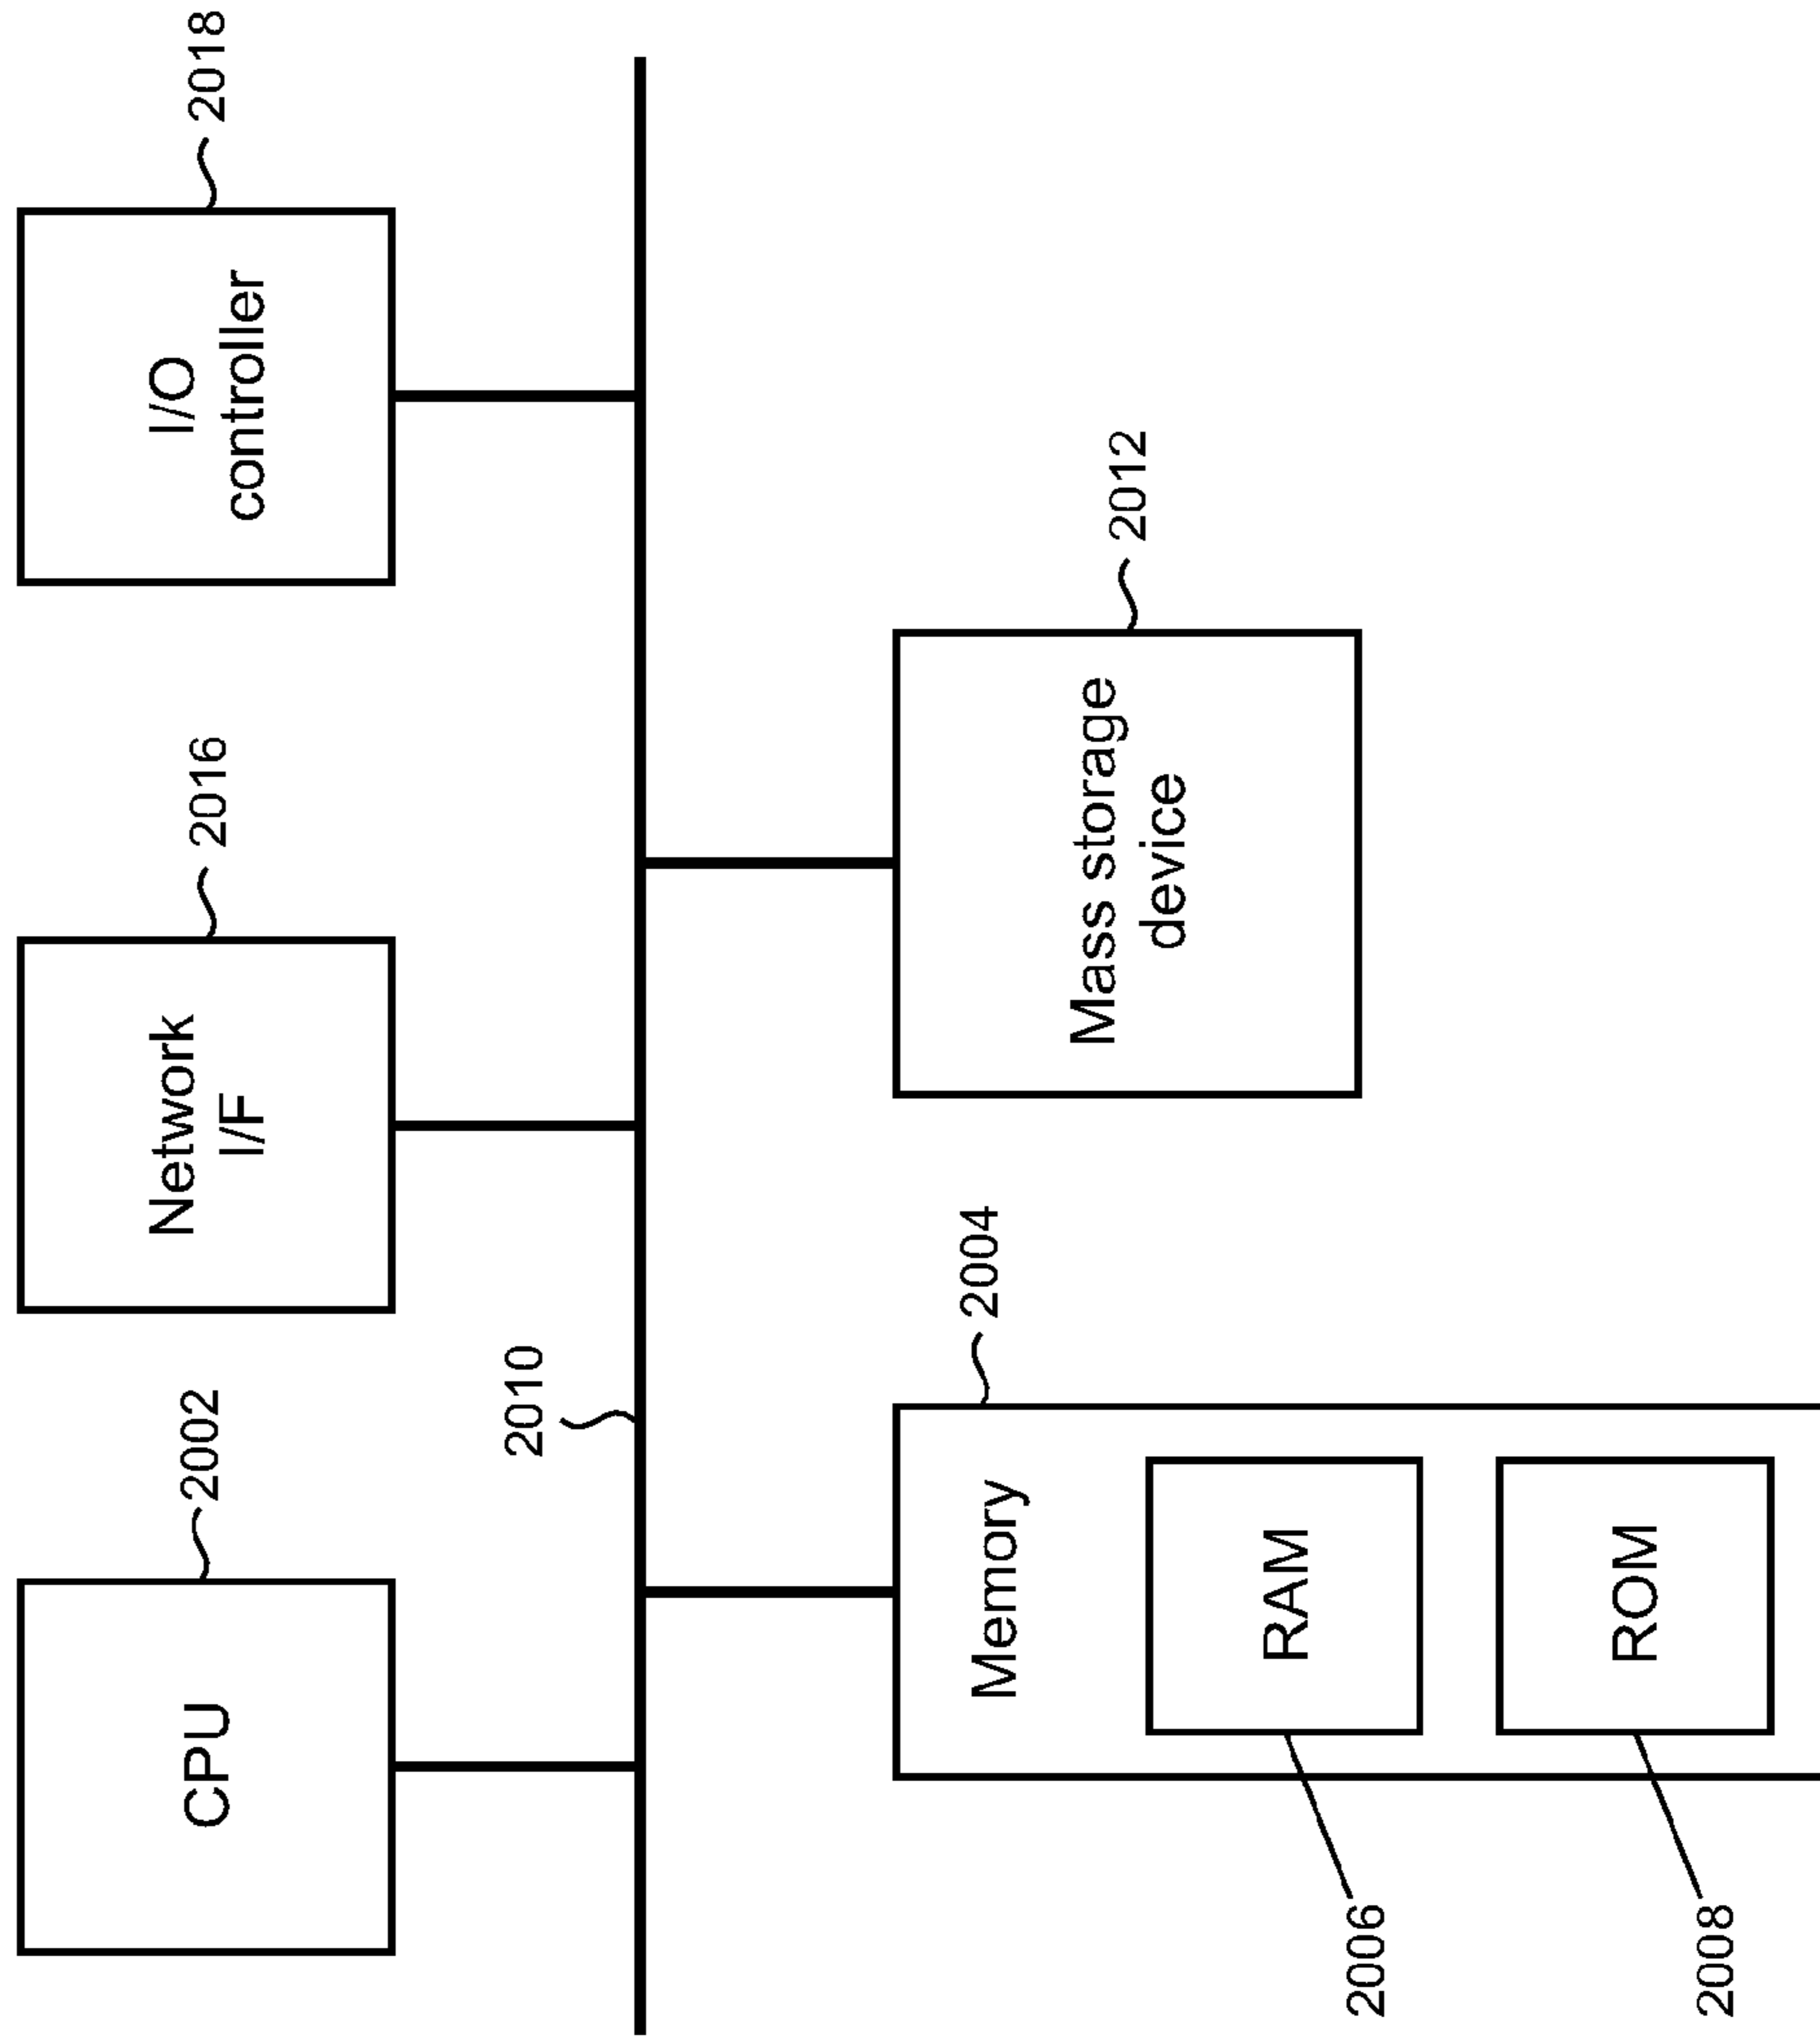 2002
2016
2018
CPU
Network
I/F
I/O
controller
2010
2004
2012
Memory
Mass storage
device
RAM
2006
ROM
2008